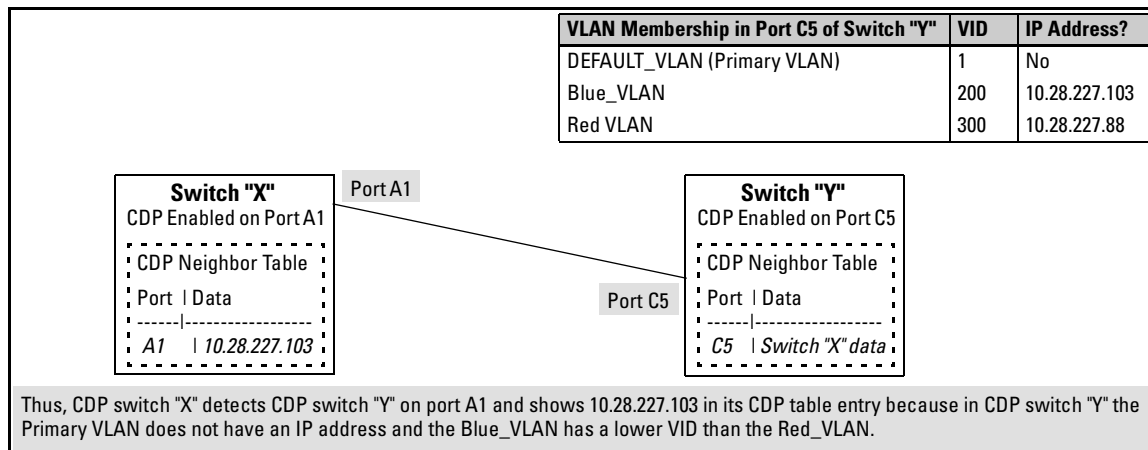 VLAN Membership in Port C5 of Switch "Y" VID IP Address?
DEFAULT_VLAN (Primary VLAN) 1 No
Blue_VLAN 200 10.28.227.103
Red VLAN 300 10.28.227.88
Switch "X"
CDP Enabled on Port A1
CDP Neighbor Table
Port | Data
------|------------------
A1 | 10.28.227.103
Port A1
Port C5
Switch "Y"
CDP Enabled on Port C5
CDP Neighbor Table
Port | Data
------|------------------
C5 | Switch "X" data
Thus, CDP switch "X" detects CDP switch "Y" on port A1 and shows 10.28.227.103 in its CDP table entry because in CDP switch "Y" the
Primary VLAN does not have an IP address and the Blue_VLAN has a lower VID than the Red_VLAN.